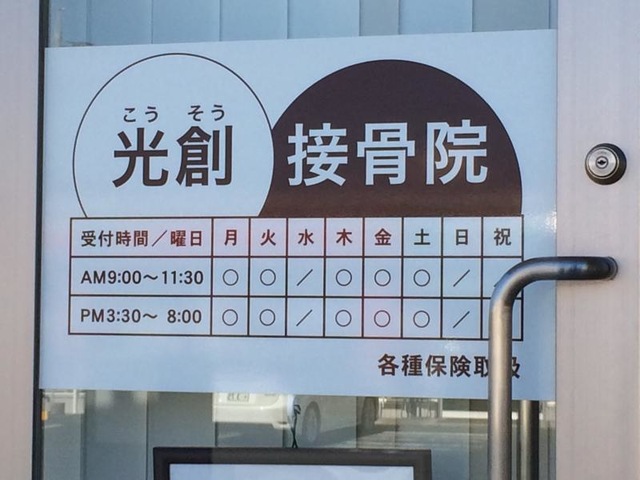 こう そう
光創 接骨院
受付時間／曜日 月 火 水 木 金 土 日 祝
AM9:00〜11:30 ○ ○ ／ ○ ○ ○ ／
PM3:30〜 8:00 ○ ○ ／ ○ ○ ○ ／
各種保険取扱